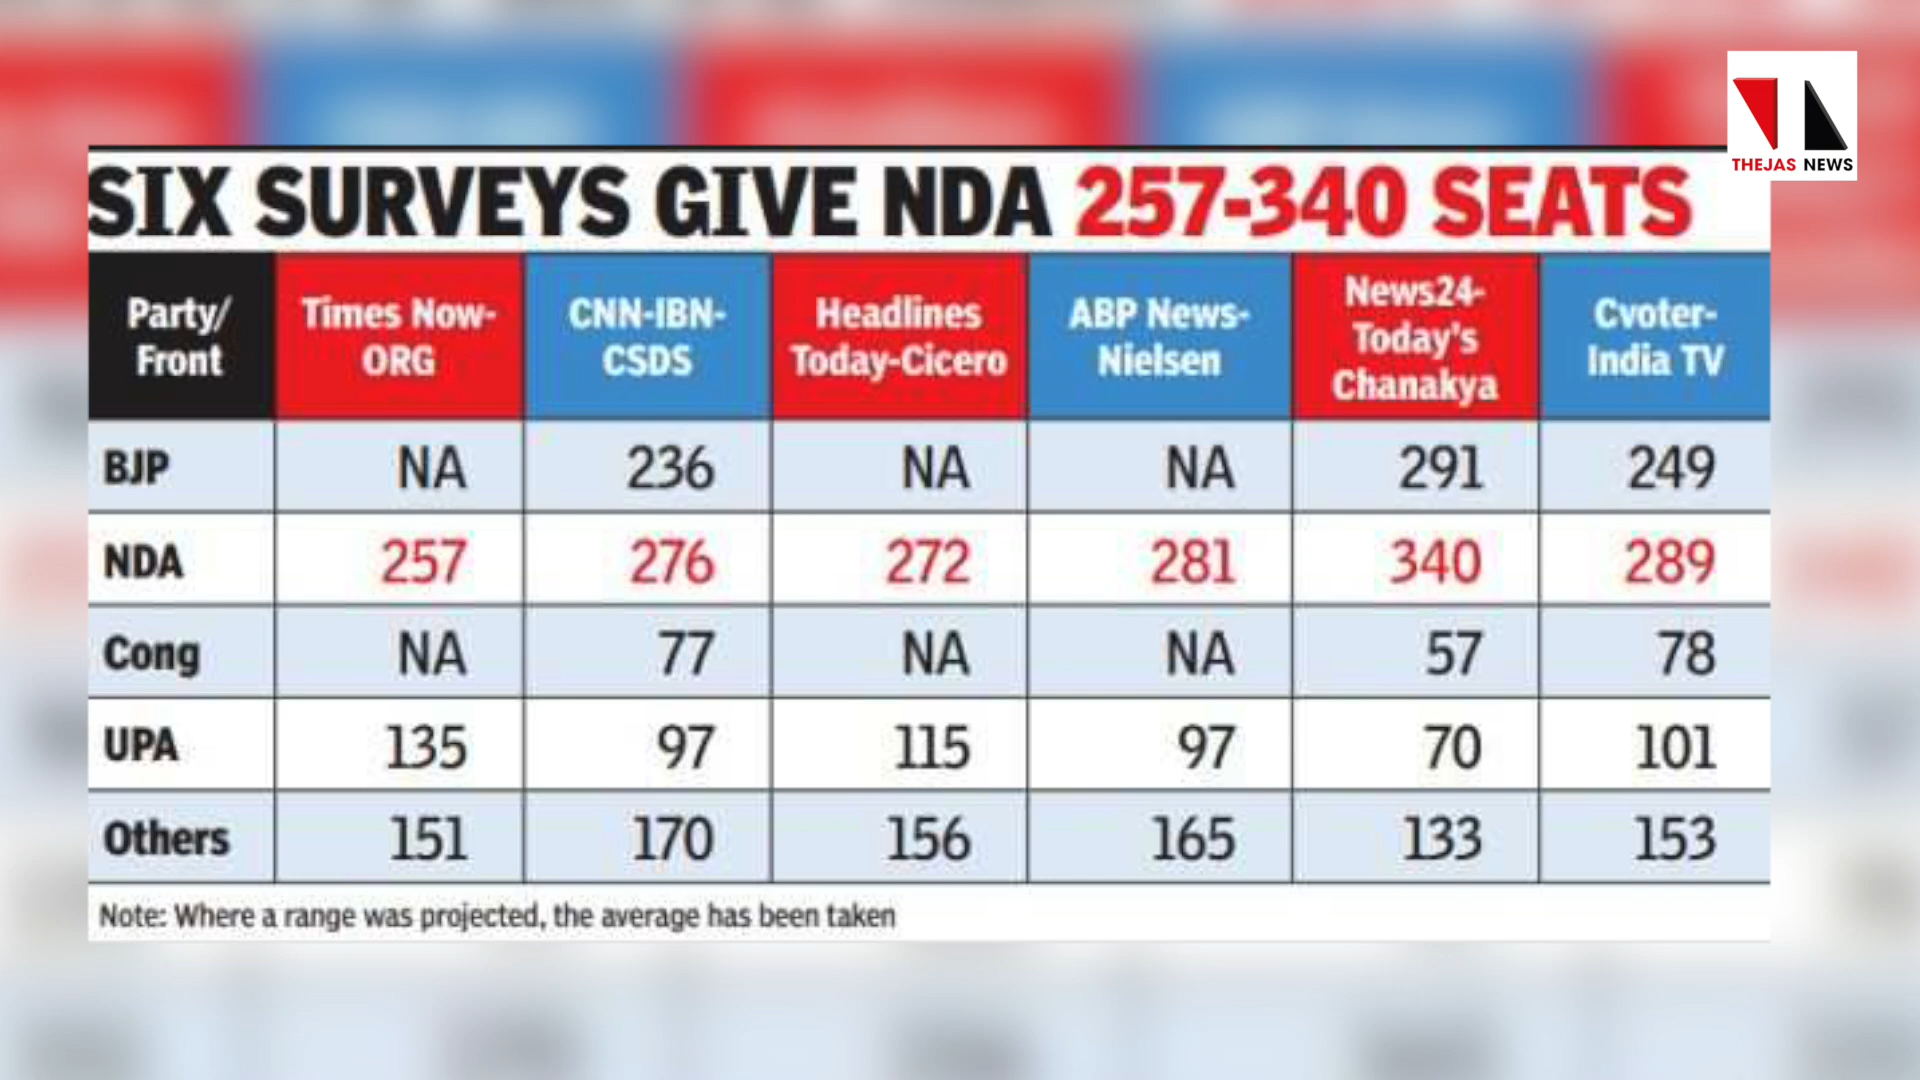 THEJAS NEWS
SIX SURVEYS GIVE NDA 257-340 SEATS
Party/
Front
Times Now-
ORG
CNN-IBN-
CSDS
Headlines
Today-Cicero
ABP News-
Nielsen
News24-
Today's
Chanakya
Cvoter-
India TV
BJP NA 236 NA NA 291 249
NDA 257 276 272 281 340 289
Cong NA 77 NA NA 57 78
UPA 135 97 115 97 70 101
Others 151 170 156 165 133 153
Note: Where a range was projected, the average has been taken